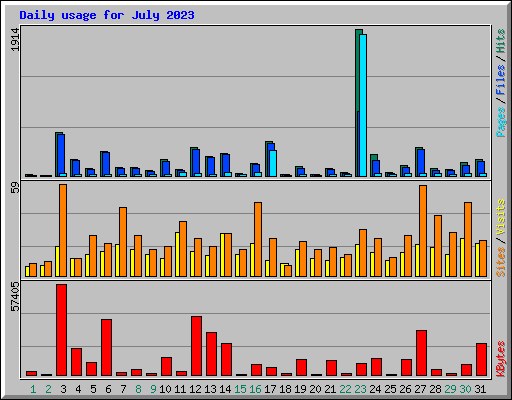 Daily usage for July 2023
1914
Pages / Files / Hits
59
Sites / Visits
57405
KBytes
1 2 3 4 5 6 7 8 9 10 11 12 13 14 15 16 17 18 19 20 21 22 23 24 25 26 27 28 29 30 31